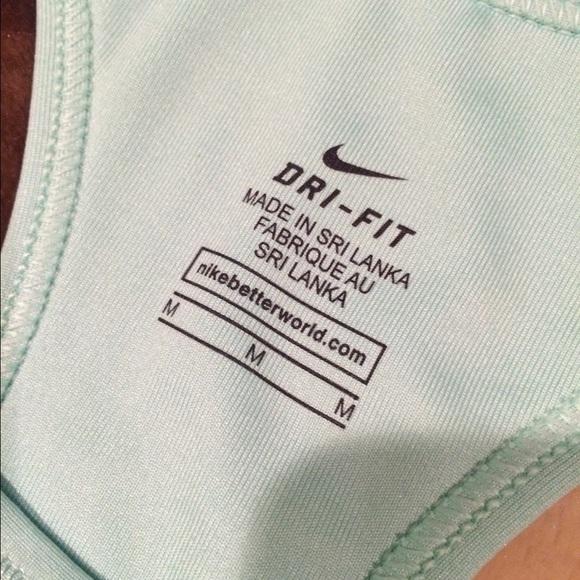 DRI-FIT
MADE IN SRI LANKA
FABRIQUE AU
SRI LANKA
nikebetterworld.com
M M M